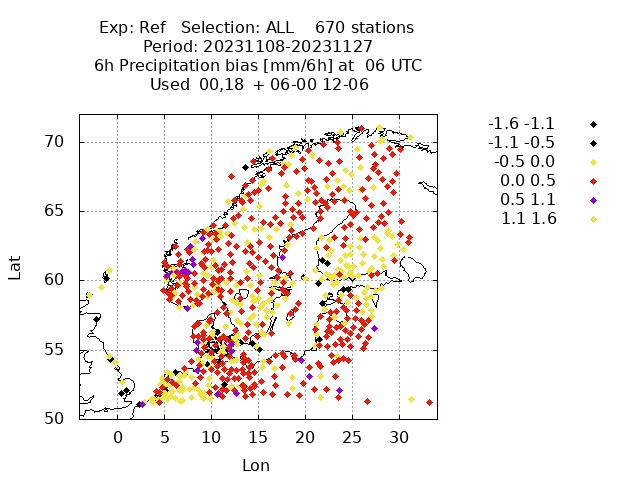 Exp: Ref   Selection: ALL    670 stations
Period: 20231108-20231127
6h Precipitation bias [mm/6h] at  06 UTC
Used  00,18  + 06-00 12-06
-1.6 -1.1
-1.1 -0.5
-0.5 0.0
0.0 0.5
0.5 1.1
1.1 1.6
70
65
60
55
50
Lat
0 5 10 15 20 25 30
Lon